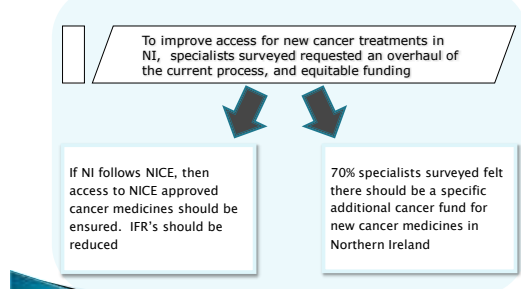 To improve access for new cancer treatments in
NI, specialists surveyed requested an overhaul of
the current process, and equitable funding
If NI follows NICE, then
access to NICE approved
cancer medicines should be
ensured. IFR's should be
reduced
70% specialists surveyed felt
there should be a specific
additional cancer fund for
new cancer medicines in
Northern Ireland